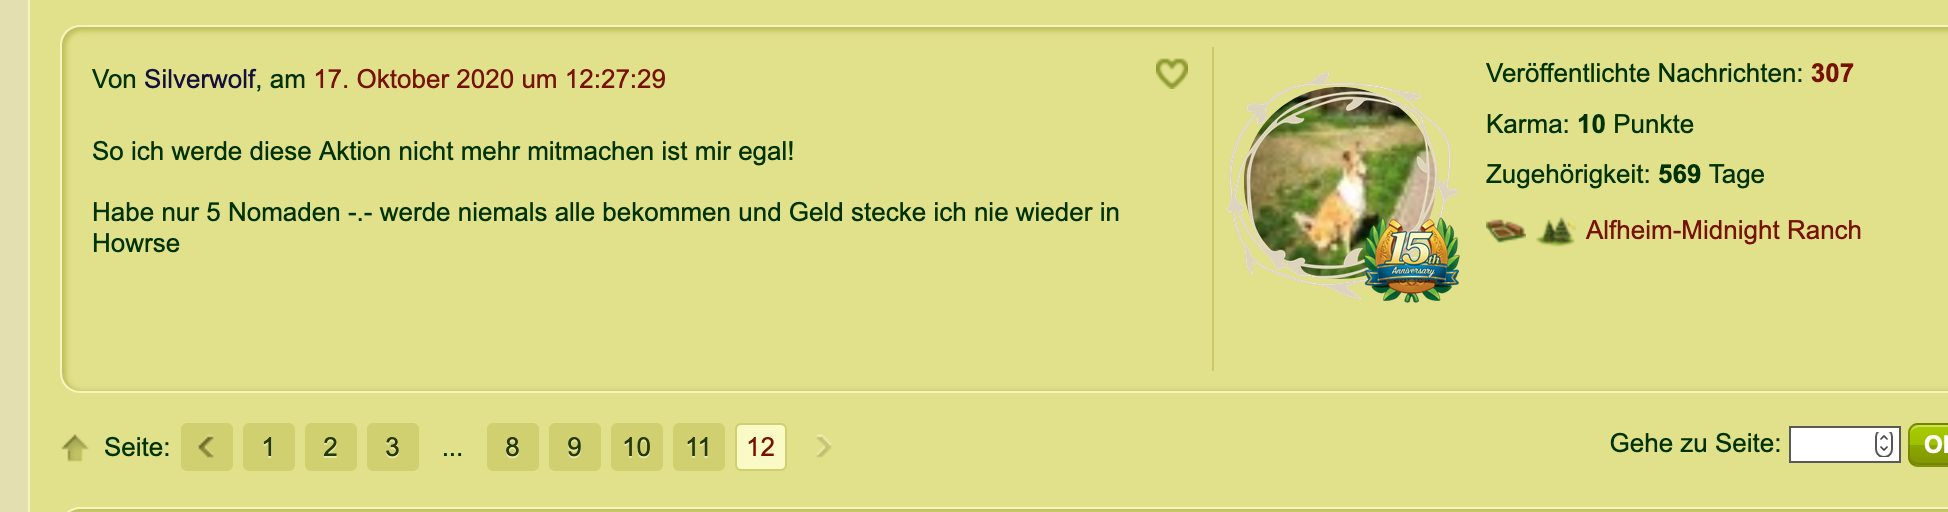 Von Silverwolf, am 17. Oktober 2020 um 12:27:29
So ich werde diese Aktion nicht mehr mitmachen ist mir egal!
Habe nur 5 Nomaden -.- werde niemals alle bekommen und Geld stecke ich nie wieder in
Howrse
15th
Anniversary
Veröffentlichte Nachrichten: 307
Karma: 10 Punkte
Zugehörigkeit: 569 Tage
Alfheim-Midnight Ranch
Seite: 1 2 3 ... 8 9 10 11 12
Gehe zu Seite: